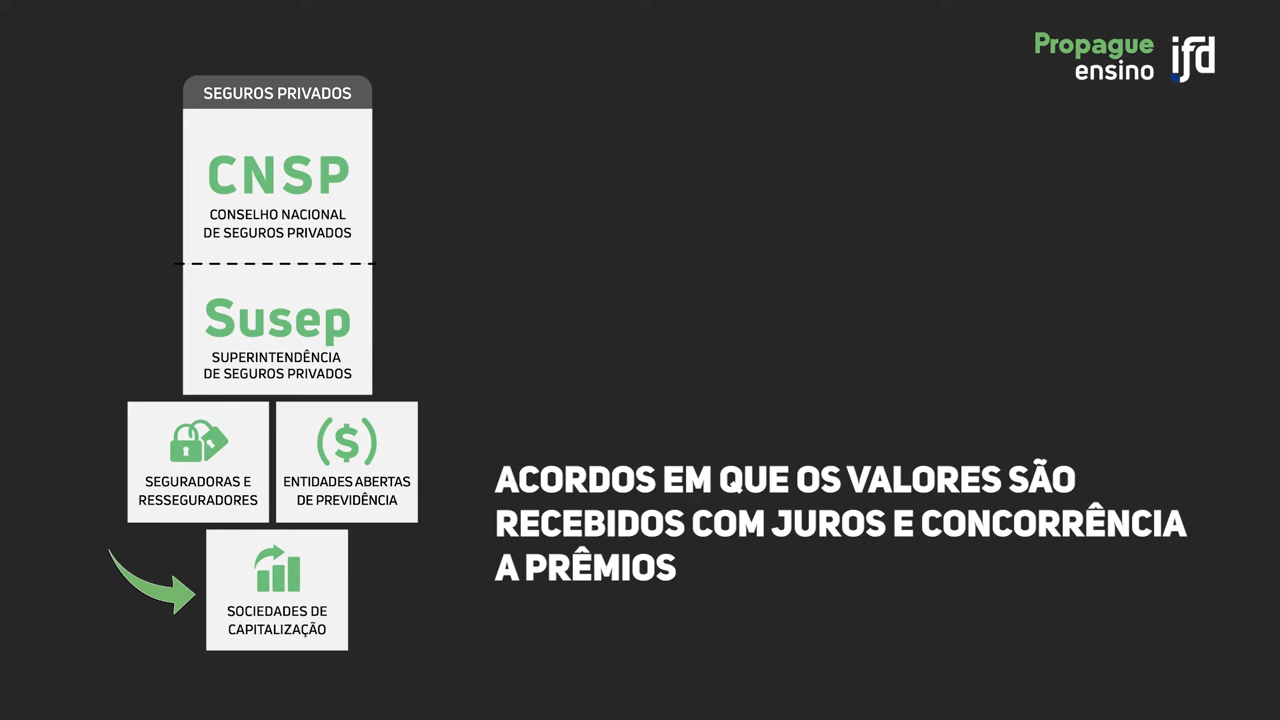 Propague
ensino
ifd
SEGUROS PRIVADOS
CNSP
CONSELHO NACIONAL
DE SEGUROS PRIVADOS
Susep
SUPERINTENDÊNCIA
DE SEGUROS PRIVADOS
SEGURADORAS E
RESSEGURADORES
($)
ENTIDADES ABERTAS
DE PREVIDÊNCIA
SOCIEDADES DE
CAPITALIZAÇÃO
ACORDOS EM QUE OS VALORES SÃO
RECEBIDOS COM JUROS E CONCORRÊNCIA
A PRÊMIOS